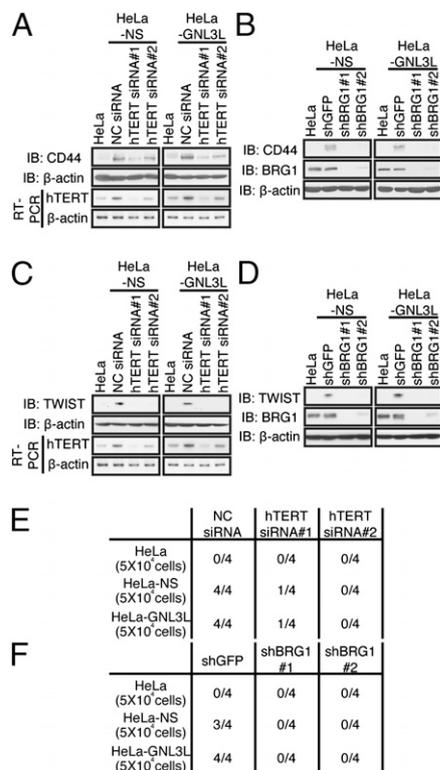 A
HeLa
-NS
HeLa
-GNL3L
HeLa
NC siRNA
hTERT siRNA#1
hTERT siRNA#2
HeLa
NC siRNA
hTERT siRNA#1
hTERT siRNA#2
IB: CD44
IB: β-actin
RT-
PCR
hTERT
β-actin
B
HeLa
-NS
HeLa
-GNL3L
HeLa
shGFP
shBRG1#1
shBRG1#2
HeLa
shGFP
shBRG1#1
shBRG1#2
IB: CD44
IB: BRG1
IB: β-actin
C
HeLa
-NS
HeLa
-GNL3L
HeLa
NC siRNA
hTERT siRNA#1
hTERT siRNA#2
HeLa
NC siRNA
hTERT siRNA#1
hTERT siRNA#2
IB: TWIST
IB: β-actin
RT-
PCR
hTERT
β-actin
D
HeLa
-NS
HeLa
-GNL3L
HeLa
shGFP
shBRG1#1
shBRG1#2
HeLa
shGFP
shBRG1#1
shBRG1#2
IB: TWIST
IB: BRG1
IB: β-actin
E
NC siRNA hTERT siRNA#1 hTERT siRNA#2
HeLa
(5X10⁴cells) 0/4 0/4 0/4
HeLa-NS
(5X10⁴cells) 4/4 1/4 0/4
HeLa-GNL3L
(5X10⁴cells) 4/4 1/4 0/4
F
shGFP shBRG1 #1 shBRG1 #2
HeLa
(5X10⁴cells) 0/4 0/4 0/4
HeLa-NS
(5X10⁴cells) 3/4 0/4 0/4
HeLa-GNL3L
(5X10⁴cells) 4/4 0/4 0/4